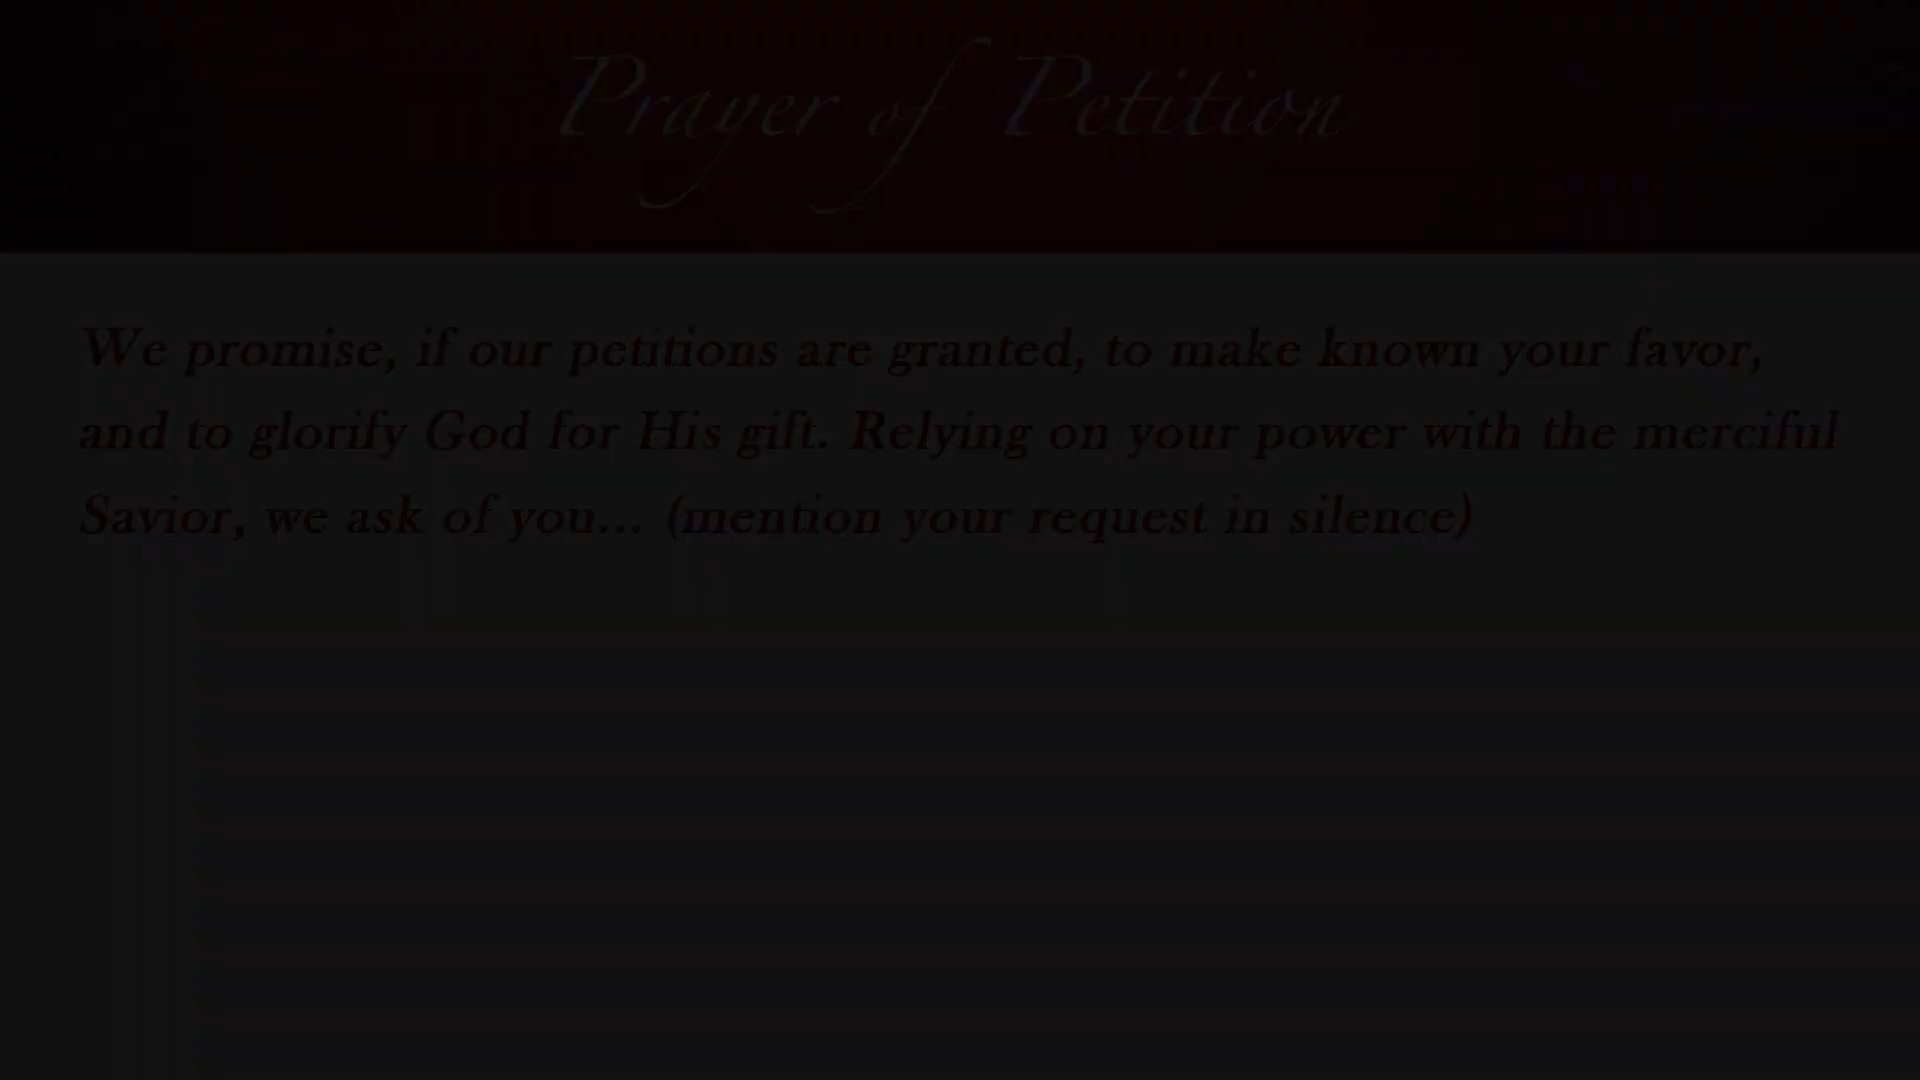 Prayer of Petition
We promise, if our petitions are granted, to make known your favor,
and to glorify God for His gift. Relying on your power with the merciful
Savior, we ask of you... (mention your request in silence)